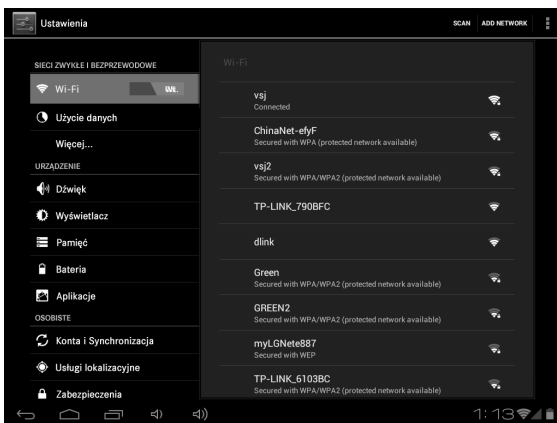 Ustawienia
SCAN ADD NETWORK
SIECI ZWYKŁE I BEZPRZEWODOWE
Wi-Fi WŁ.
Użycie danych
Więcej...
URZĄDZENIE
Dźwięk
Wyświetlacz
Pamięć
Bateria
Aplikacje
OSOBISTE
Konta i Synchronizacja
Usługi lokalizacyjne
Zabezpieczenia
Wi-Fi
vsj
Connected
ChinaNet-efyF
Secured with WPA (protected network available)
vsj2
Secured with WPA/WPA2 (protected network available)
TP-LINK_790BFC
dlink
Green
Secured with WPA/WPA2 (protected network available)
GREEN2
Secured with WPA/WPA2 (protected network available)
myLGNete887
Secured with WEP
TP-LINK_6103BC
Secured with WPA/WPA2 (protected network available)
1:13